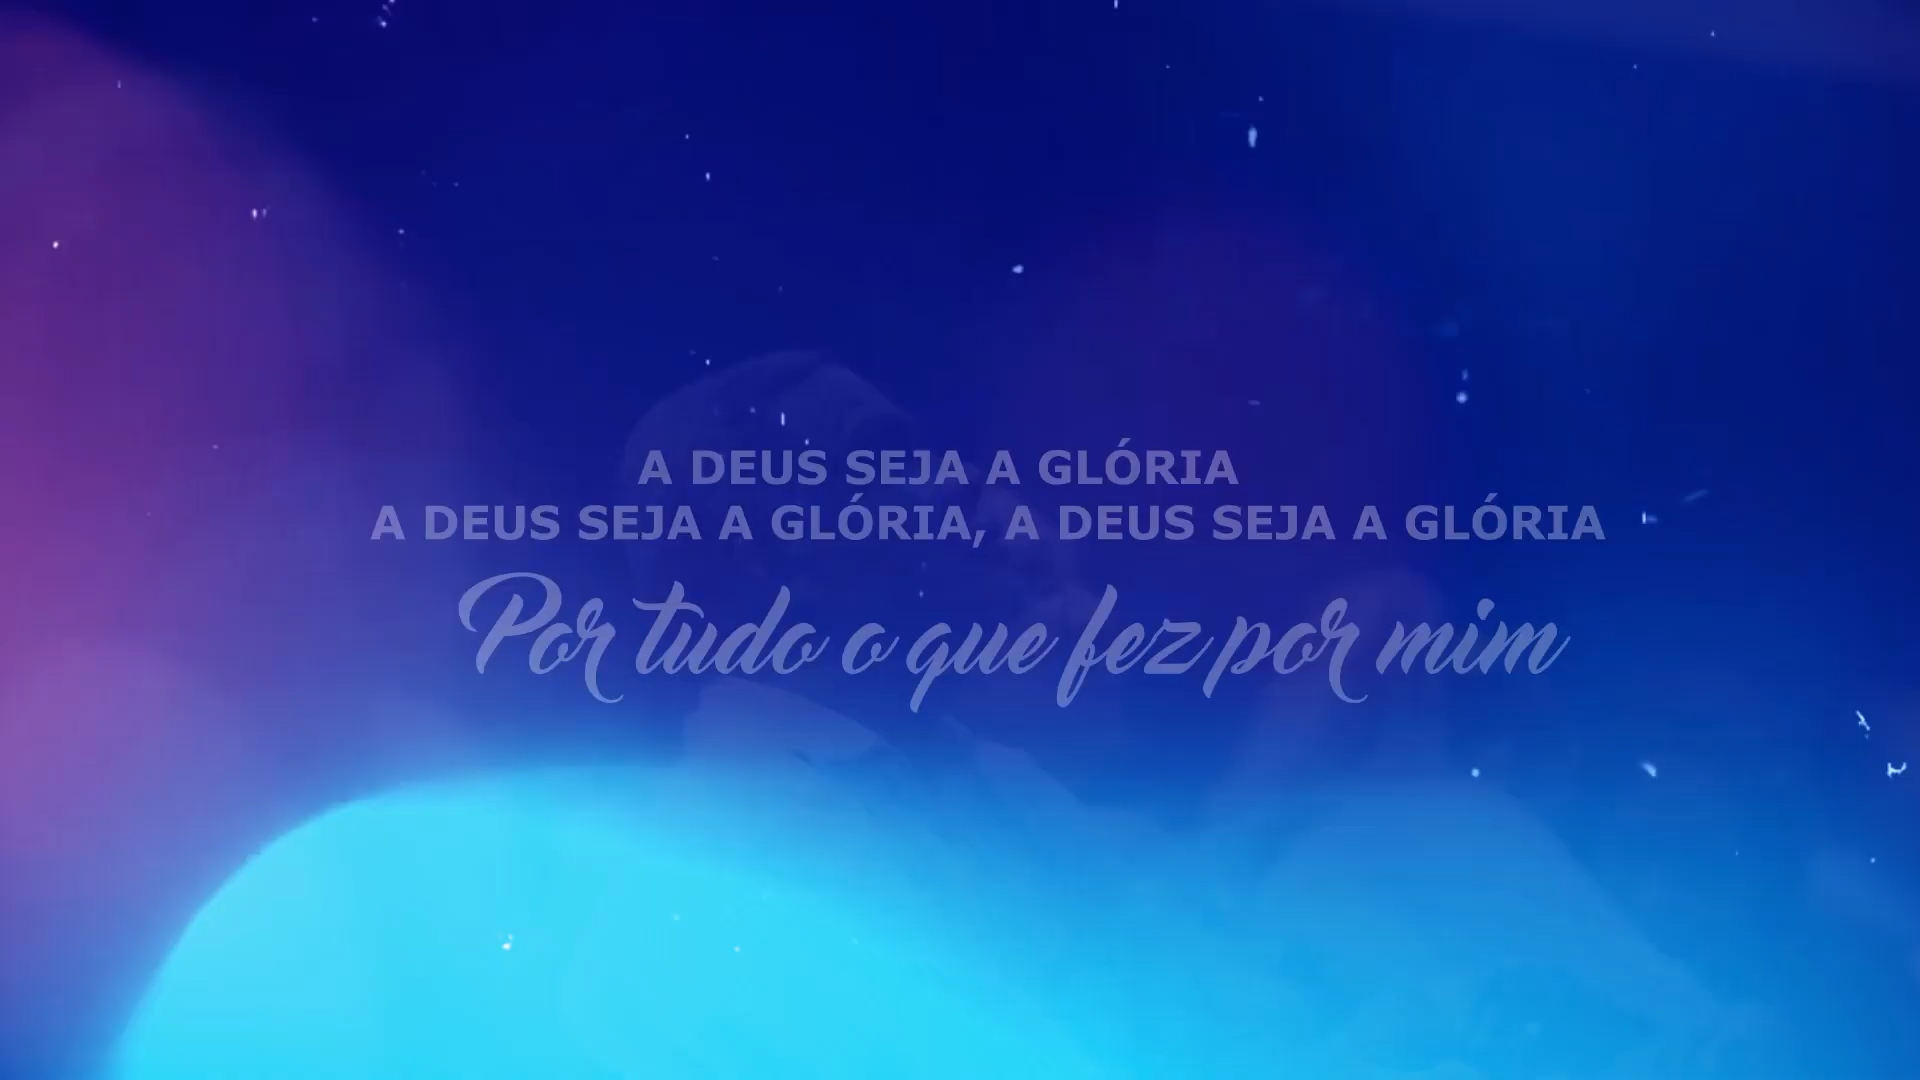 A DEUS SEJA A GLÓRIA
A DEUS SEJA A GLÓRIA, A DEUS SEJA A GLÓRIA
Por tudo o que fez por mim